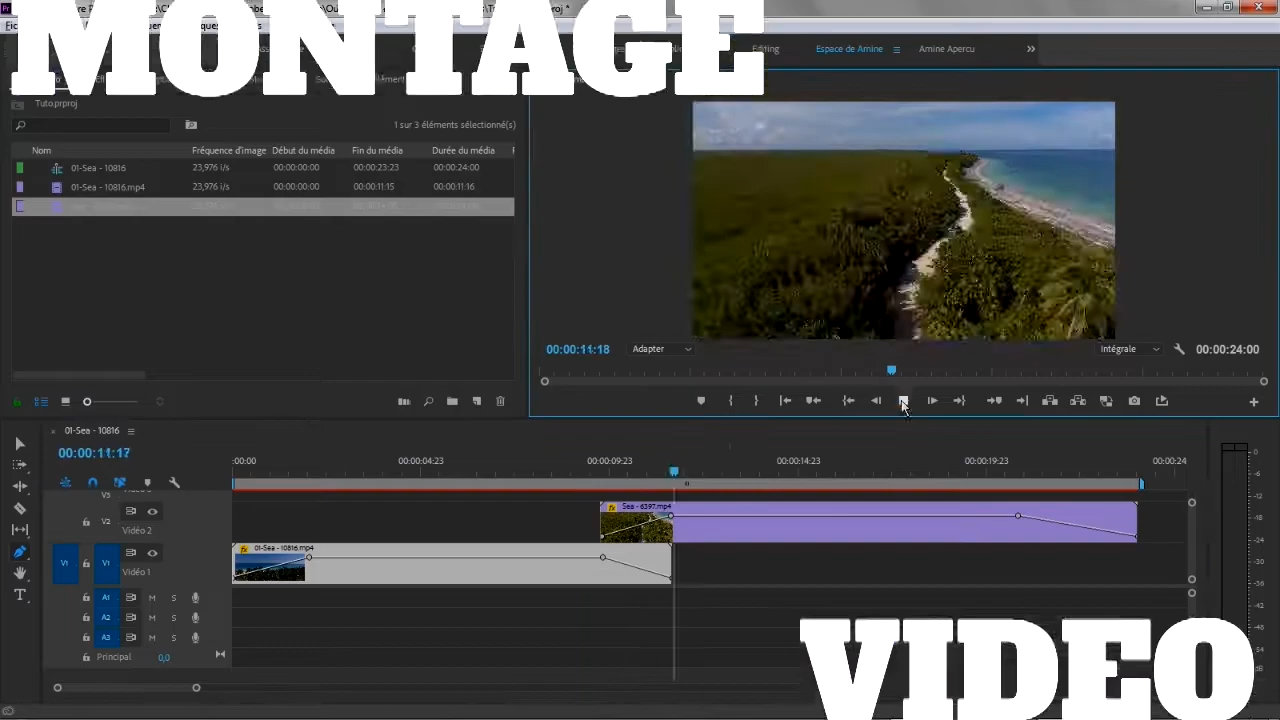 MONTAGE
Editing
Espace de Amine
Amine Aperçu
Tuto.prproj
1 sur 3 élements sélectionné(s)
Nom Fréquence d'image Début du média Fin du média Durée du média
01-Sea - 10816 23,976 i/s 00:00:00:00 00:00:23:23 00:00:24:00
01-Sea - 10816.mp4 23,976 i/s 00:00:00:00 00:00:11:15 00:00:11:16
00:00:11:18 Adapter Intégrale 00:00:24:00
01-Sea - 10816
00:00:11:17
:00:00 00:00:04:23 00:00:09:23 00:00:14:23 00:00:19:23 00:00:24
V2 Vidéo 2
Sea - 6397.mp4
V1 V1 Vidéo 1
01-Sea - 10816.mp4
A1 M S
A2 M S
A3 M S
Principal 0,0
VIDEO